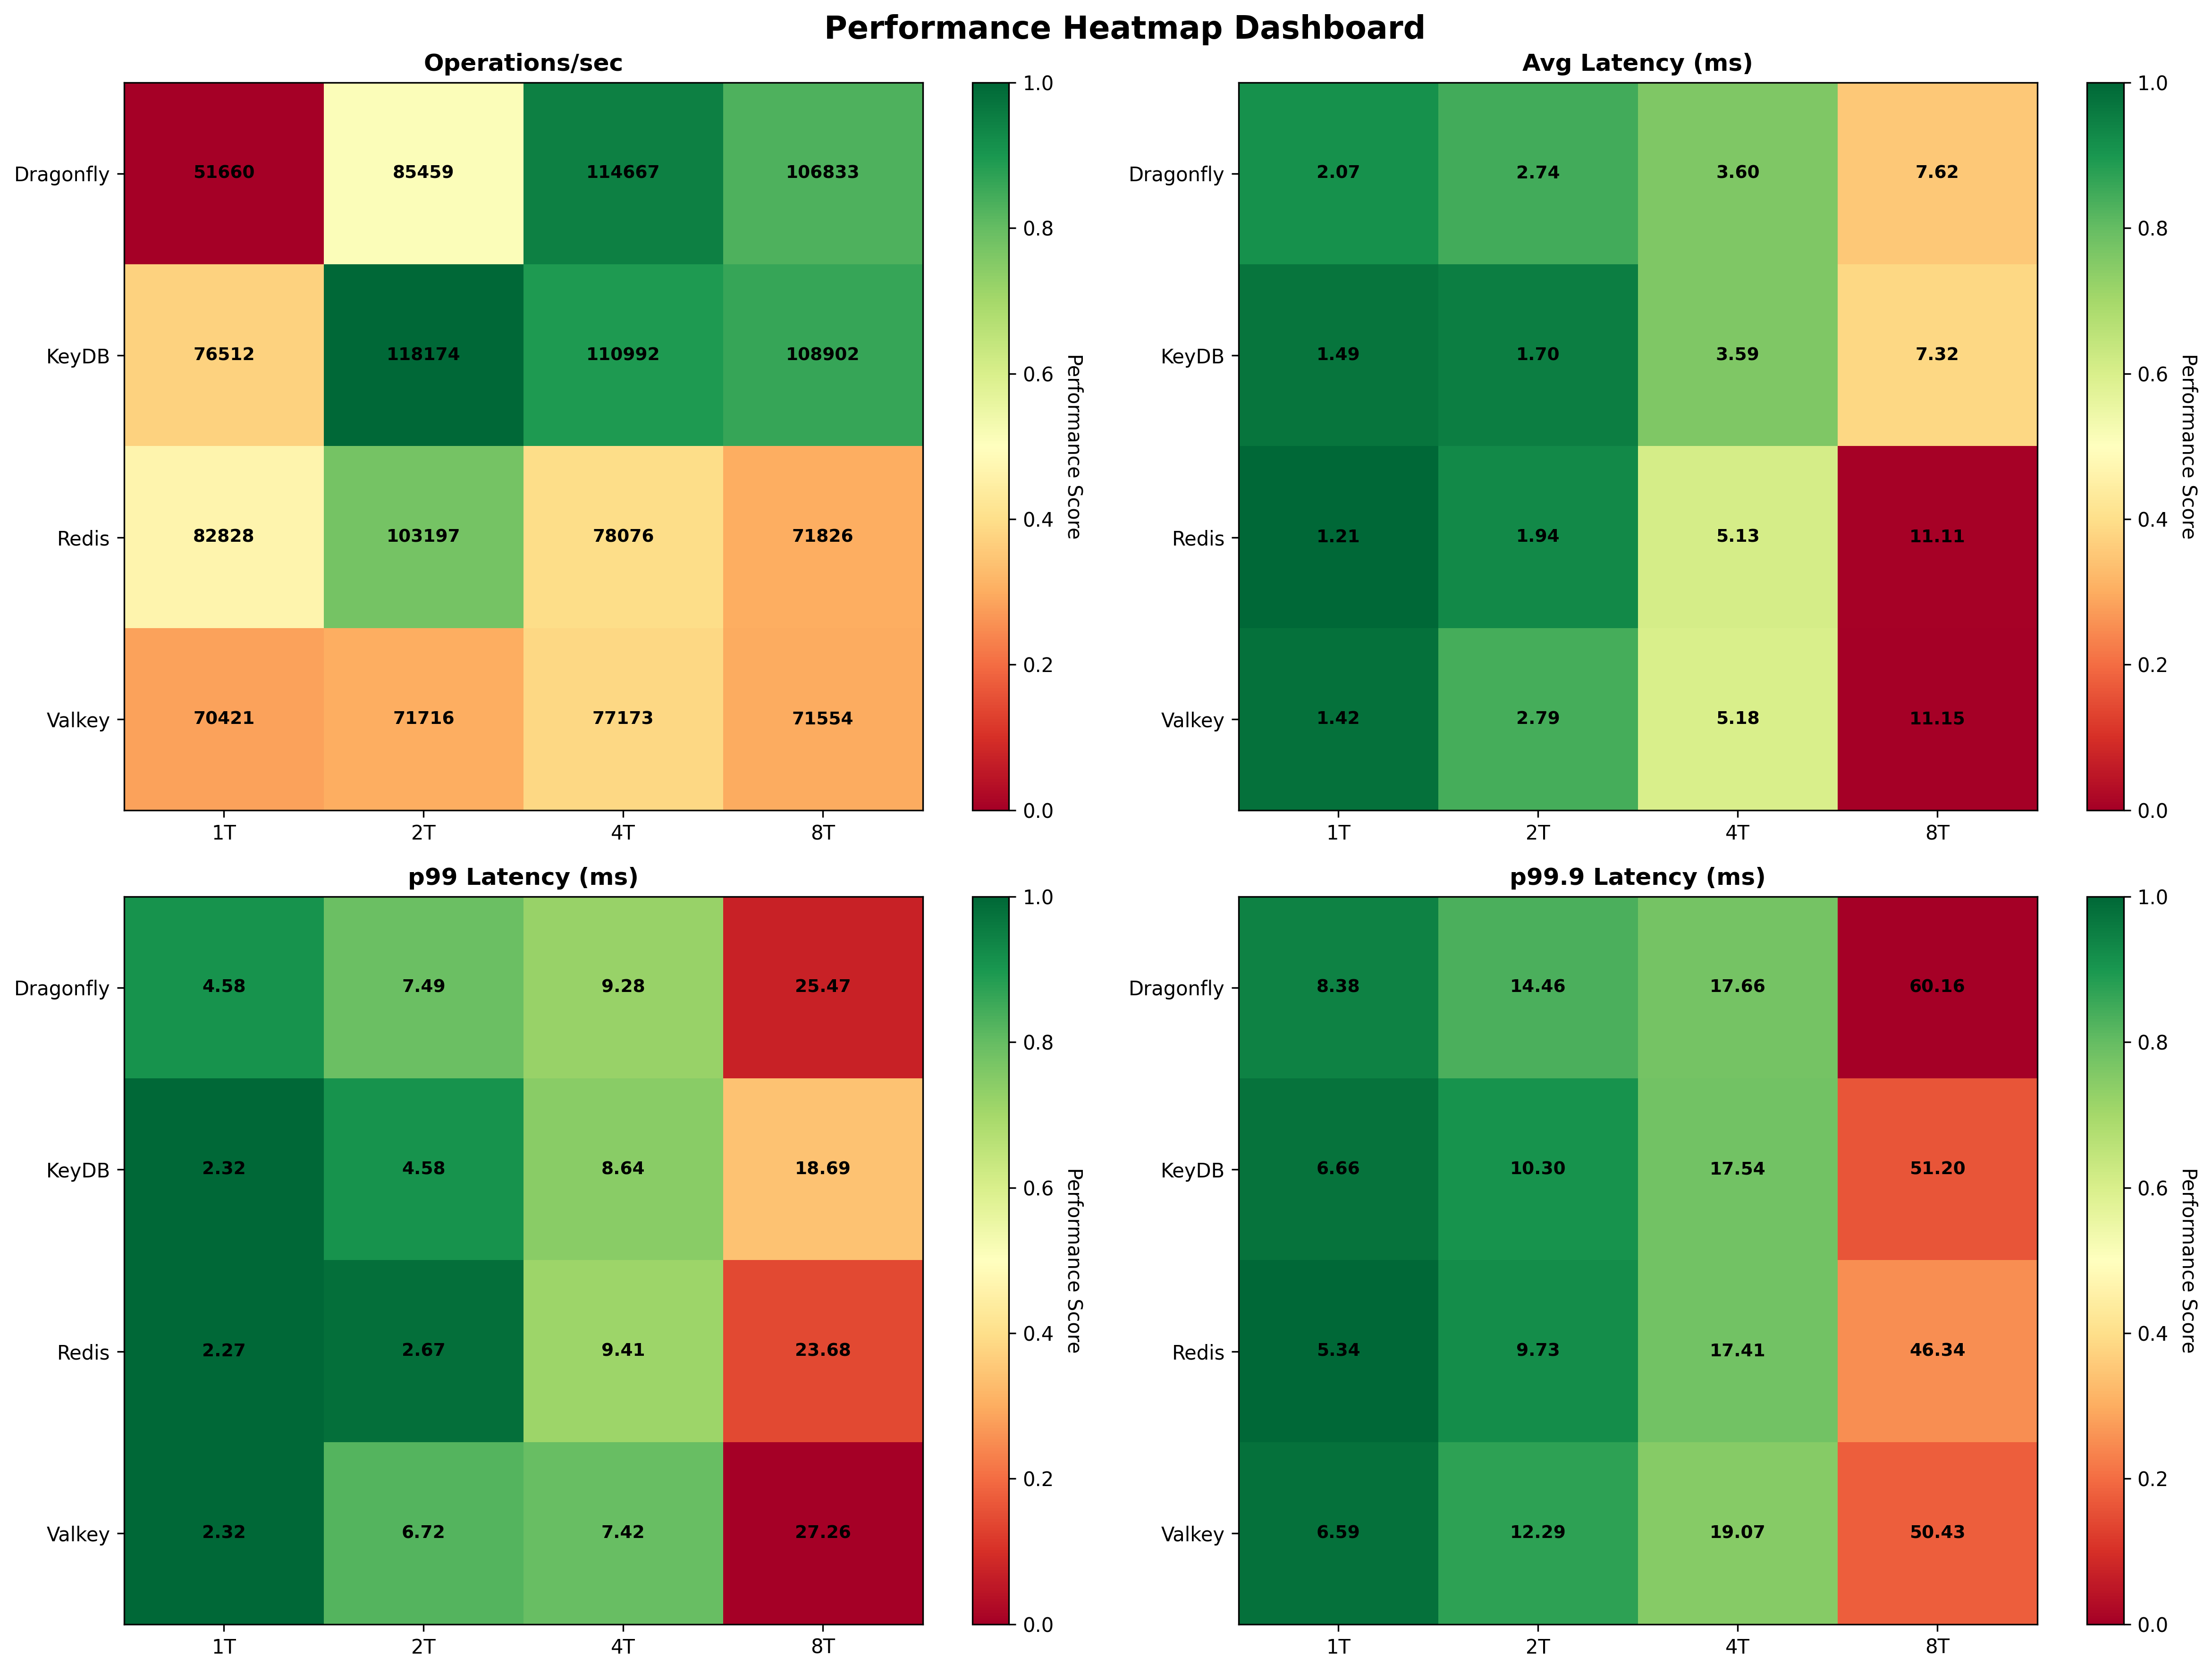 Performance Heatmap Dashboard
Operations/sec
Dragonfly 51660 85459 114667 106833
KeyDB 76512 118174 110992 108902
Redis 82828 103197 78076 71826
Valkey 70421 71716 77173 71554
1T 2T 4T 8T
1.0
0.8
0.6
0.4
0.2
0.0
Performance Score
Avg Latency (ms)
Dragonfly 2.07 2.74 3.60 7.62
KeyDB 1.49 1.70 3.59 7.32
Redis 1.21 1.94 5.13 11.11
Valkey 1.42 2.79 5.18 11.15
1T 2T 4T 8T
1.0
0.8
0.6
0.4
0.2
0.0
Performance Score
p99 Latency (ms)
Dragonfly 4.58 7.49 9.28 25.47
KeyDB 2.32 4.58 8.64 18.69
Redis 2.27 2.67 9.41 23.68
Valkey 2.32 6.72 7.42 27.26
1T 2T 4T 8T
1.0
0.8
0.6
0.4
0.2
0.0
Performance Score
p99.9 Latency (ms)
Dragonfly 8.38 14.46 17.66 60.16
KeyDB 6.66 10.30 17.54 51.20
Redis 5.34 9.73 17.41 46.34
Valkey 6.59 12.29 19.07 50.43
1T 2T 4T 8T
1.0
0.8
0.6
0.4
0.2
0.0
Performance Score